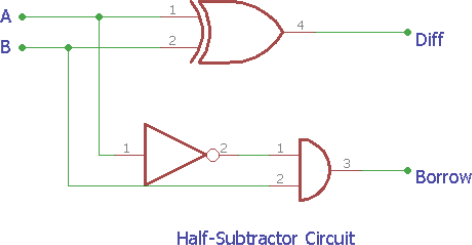 A 1 4 Diff
B 2
1 2 1 3 Borrow
2
Half-Subtractor Circuit